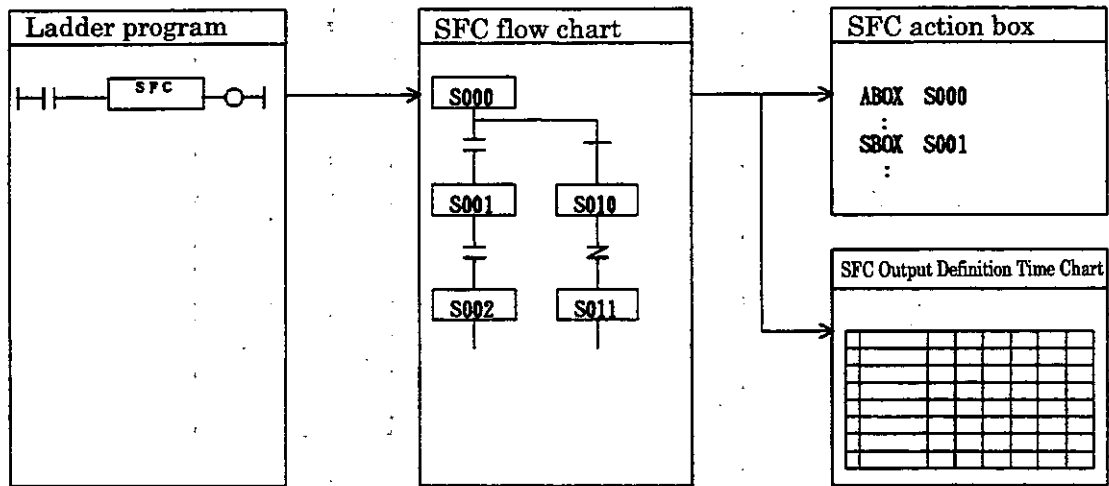 Ladder program
SFC
SFC flow chart
S000
S001
S010
S002
S011
SFC action box
ABOX S000
:
SBOX S001
:
SFC Output Definition Time Chart